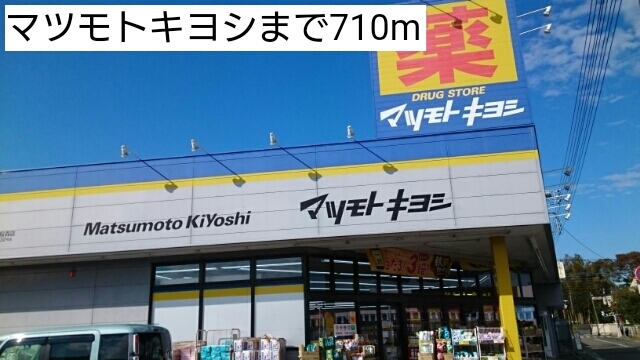 マツモトキヨシまで710m
薬
DRUG STORE
マツモトキヨシ
Matsumoto KiYoshi
マツモトキヨシ